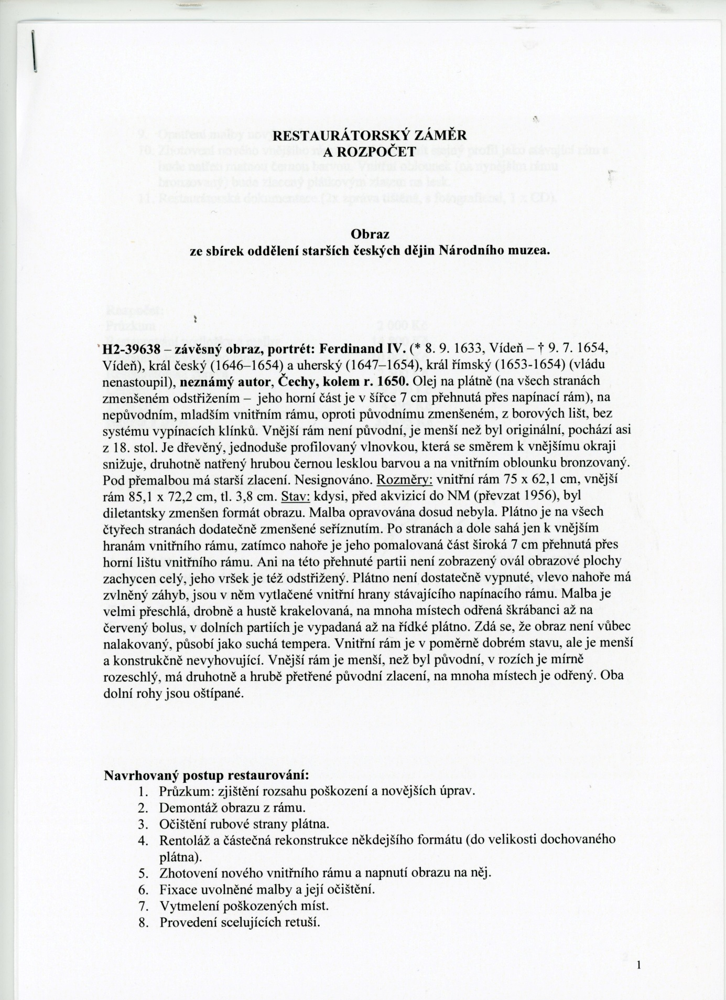 RESTAURÁTORSKÝ ZÁMĚR
A ROZPOČET
Obraz
ze sbírek oddělení starších českých dějin Národního muzea.
H2-39638 – závěsný obraz, portrét: Ferdinand IV. (* 8. 9. 1633, Vídeň – † 9. 7. 1654,
Vídeň), král český (1646–1654) a uherský (1647–1654), král římský (1653-1654) (vládu
nenastoupil), neznámý autor, Čechy, kolem r. 1650. Olej na plátně (na všech stranách
zmenšeném odstřižením – jeho horní část je v šířce 7 cm přehnutá přes napínací rám), na
nepůvodním, mladším vnitřním rámu, oproti původnímu zmenšeném, z borových lišt, bez
systému vypínacích klínků. Vnější rám není původní, je menší než byl originální, pochází asi
z 18. stol. Je dřevěný, jednoduše profilovaný vlnovkou, která se směrem k vnějšímu okraji
snižuje, druhotně natřený hrubou černou lesklou barvou a na vnitřním oblounku bronzovaný.
Pod přemalbou má starší zlacení. Nesignováno. Rozměry: vnitřní rám 75 x 62,1 cm, vnější
rám 85,1 x 72,2 cm, tl. 3,8 cm. Stav: kdysi, před akvizicí do NM (převzat 1956), byl
diletantsky zmenšen formát obrazu. Malba opravována dosud nebyla. Plátno je na všech
čtyřech stranách dodatečně zmenšené seříznutím. Po stranách a dole sahá jen k vnějším
hranám vnitřního rámu, zatímco nahoře je jeho pomalovaná část široká 7 cm přehnutá přes
horní lištu vnitřního rámu. Ani na této přehnuté partii není zobrazený ovál obrazové plochy
zachycen celý, jeho vršek je též odstřižený. Plátno není dostatečně vypnuté, vlevo nahoře má
zvlněný záhyb, jsou v něm vytlačené vnitřní hrany stávajícího napínacího rámu. Malba je
velmi přeschlá, drobně a hustě krakelovaná, na mnoha místech odřená škrábanci až na
červený bolus, v dolních partiích je vypadaná až na řídké plátno. Zdá se, že obraz není vůbec
nalakovaný, působí jako suchá tempera. Vnitřní rám je v poměrně dobrém stavu, ale je menší
a konstrukčně nevyhovující. Vnější rám je menší, než byl původní, v rozích je mírně
rozeschlý, má druhotně a hrubě přetřené původní zlacení, na mnoha místech je odřený. Oba
dolní rohy jsou oštípané.
Navrhovaný postup restaurování:
1. Průzkum: zjištění rozsahu poškození a novějších úprav.
2. Demontáž obrazu z rámu.
3. Očištění rubové strany plátna.
4. Rentoláž a částečná rekonstrukce někdejšího formátu (do velikosti dochovaného
plátna).
5. Zhotovení nového vnitřního rámu a napnutí obrazu na něj.
6. Fixace uvolněné malby a její očištění.
7. Vytmelení poškozených míst.
8. Provedení scelujících retuší.
1